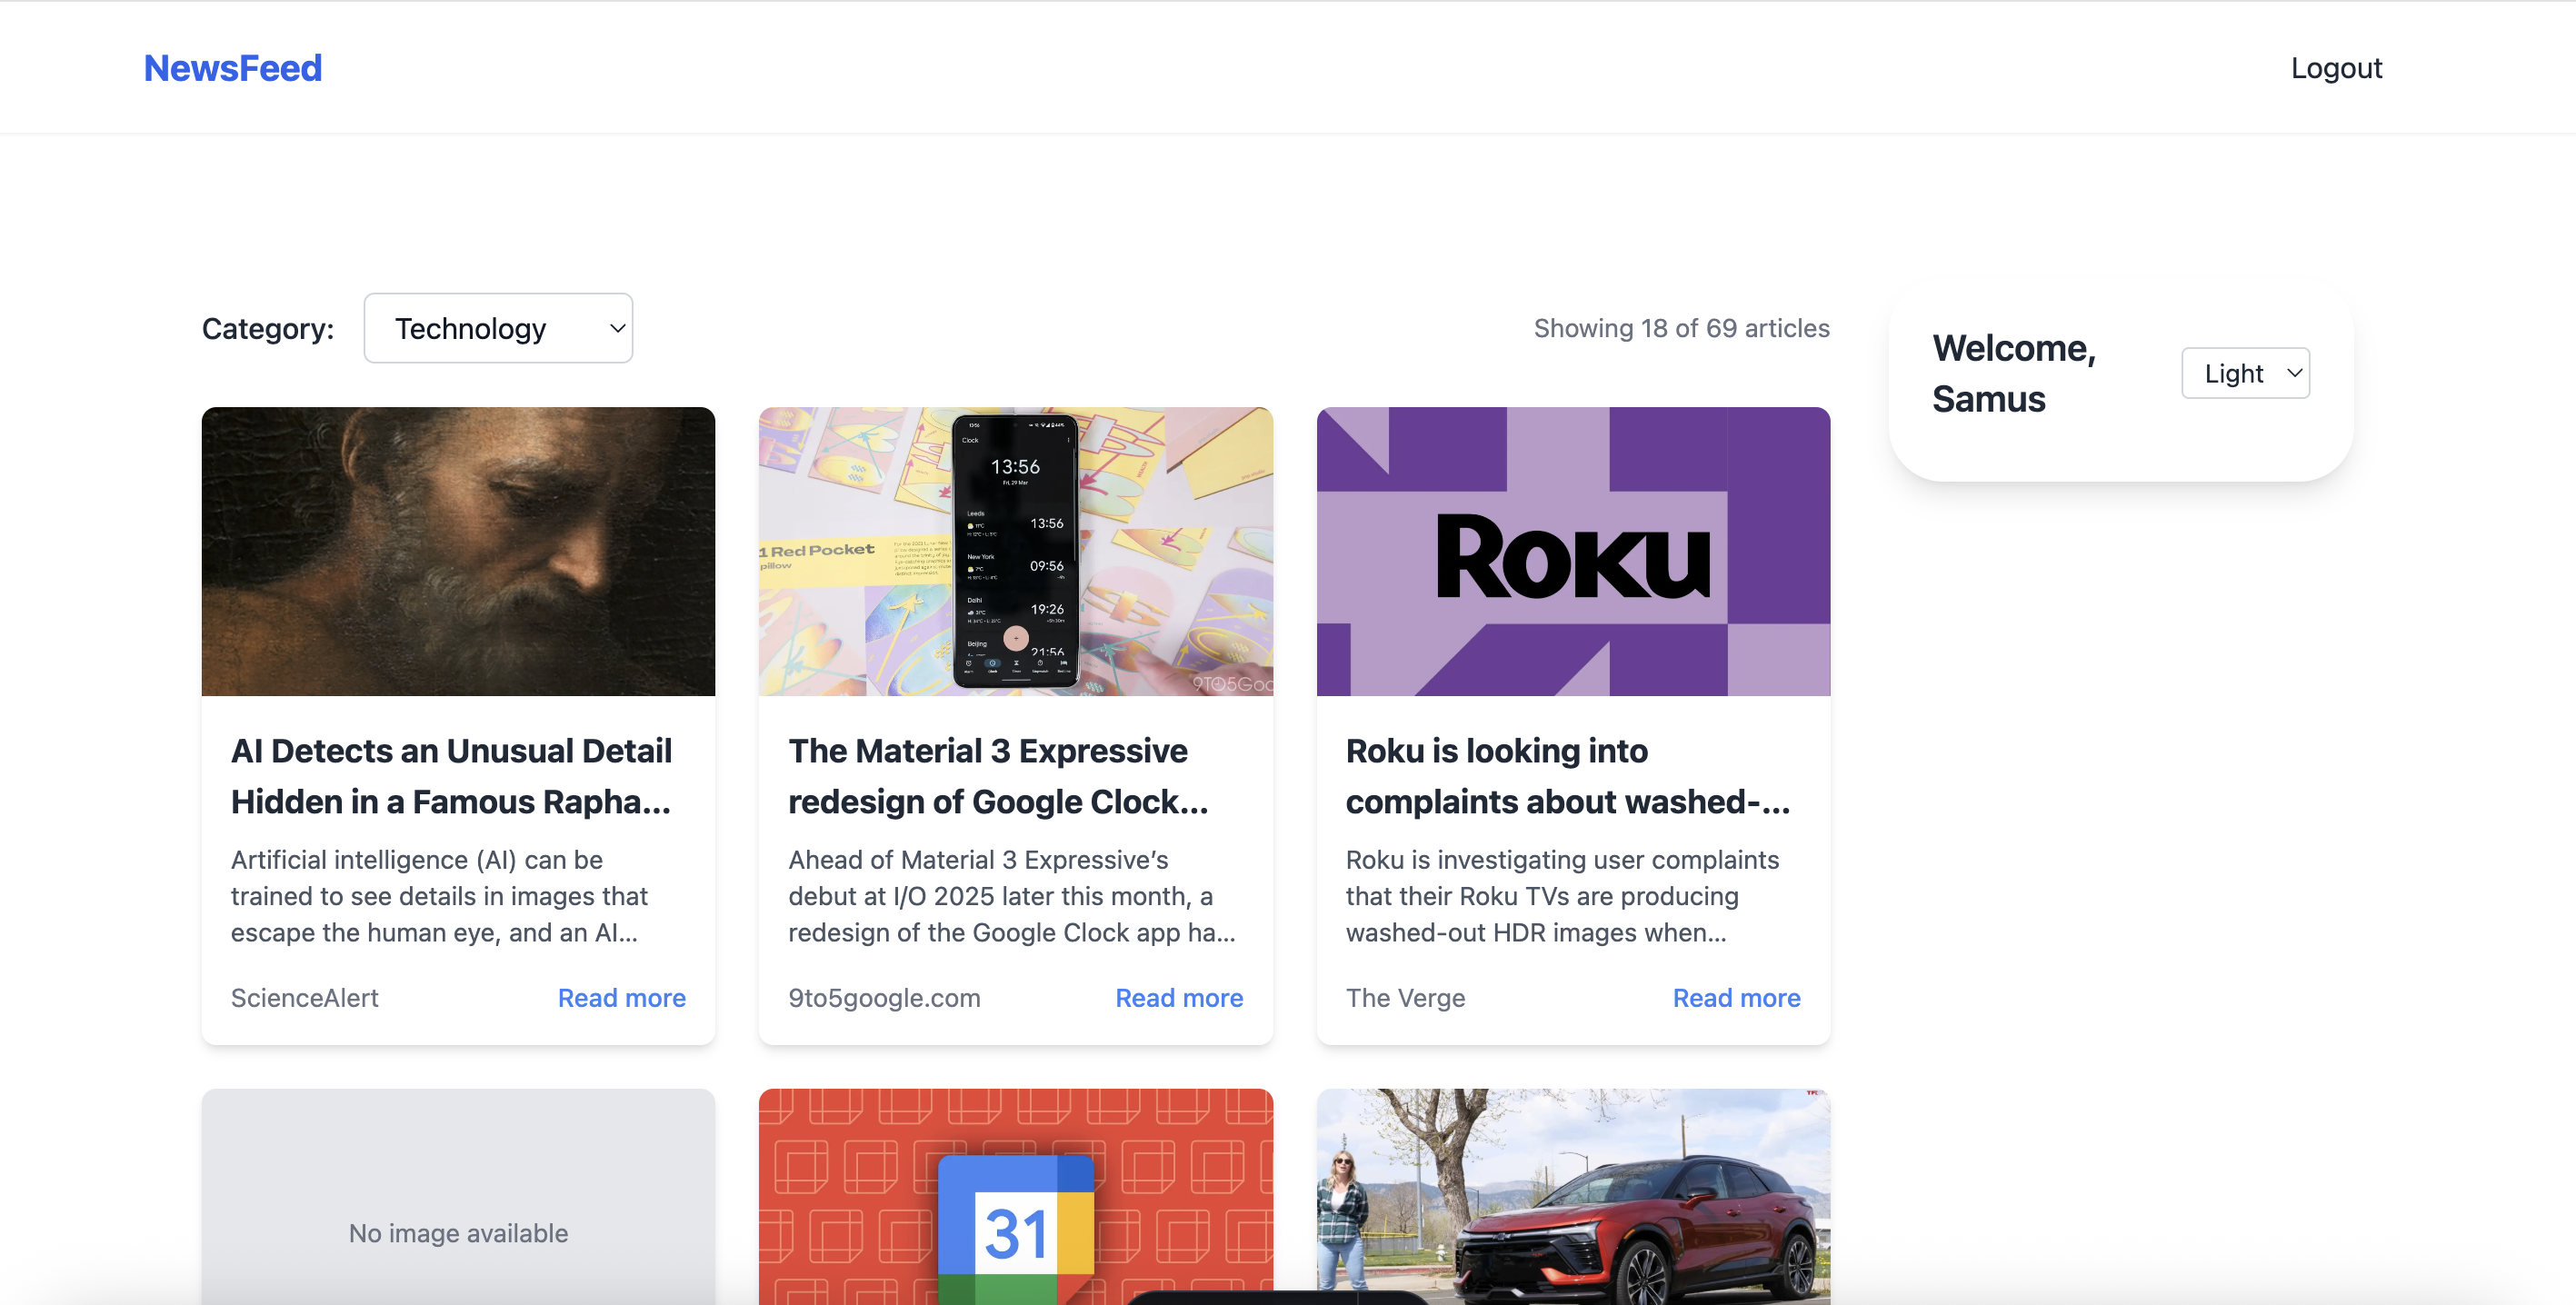 NewsFeed
Logout
Category:
Technology
Showing 18 of 69 articles
Welcome,
Samus
Light
Clock
13:56
Fri, 29 Mar
Leeds
13:56
New York
09:56
Delhi
19:26
Beijing
21:56
1 Red Pocket
pillow
9TO5Goo
Roku
AI Detects an Unusual Detail
Hidden in a Famous Rapha...
Artificial intelligence (AI) can be
trained to see details in images that
escape the human eye, and an AI...
ScienceAlert
Read more
The Material 3 Expressive
redesign of Google Clock...
Ahead of Material 3 Expressive’s
debut at I/O 2025 later this month, a
redesign of the Google Clock app ha...
9to5google.com
Read more
Roku is looking into
complaints about washed-...
Roku is investigating user complaints
that their Roku TVs are producing
washed-out HDR images when...
The Verge
Read more
No image available
31